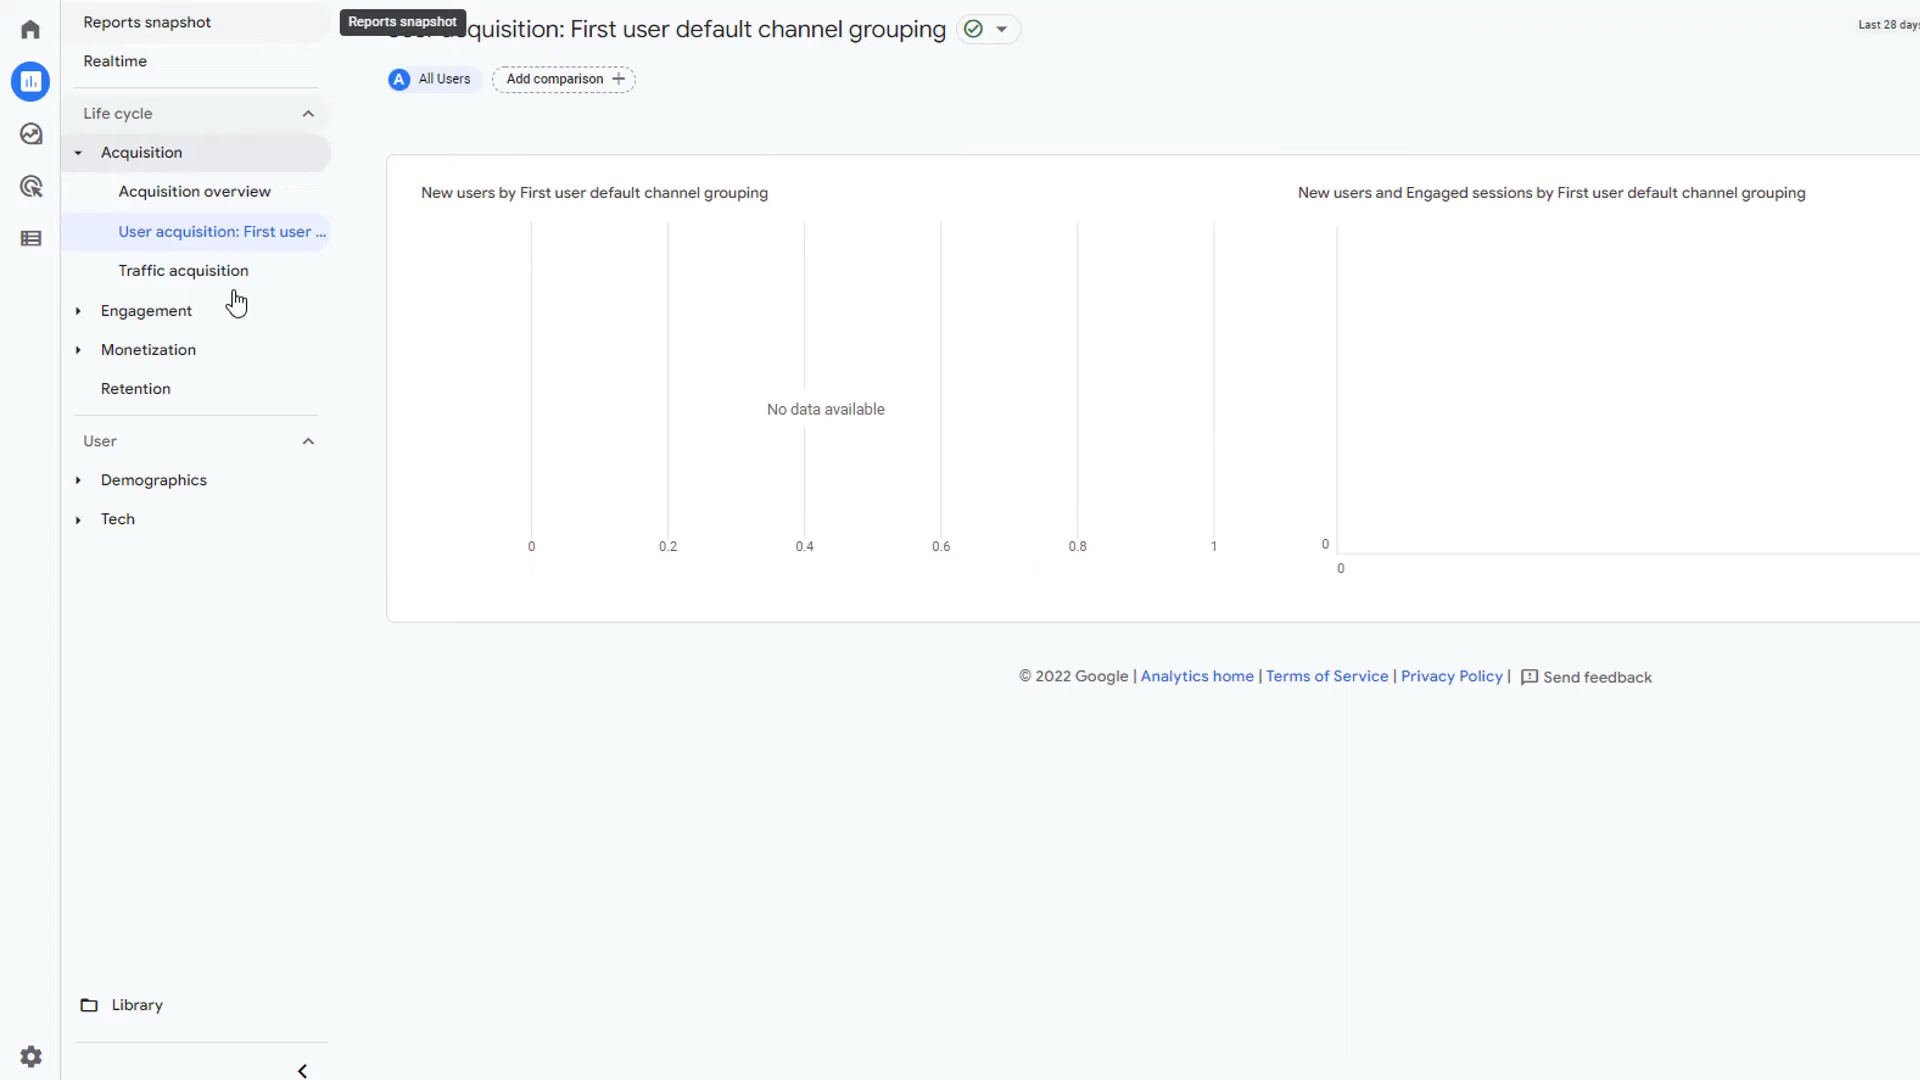 Reports snapshot
Realtime
Life cycle
Acquisition
Acquisition overview
User acquisition: First user ...
Traffic acquisition
Engagement
Monetization
Retention
User
Demographics
Tech
Library
Reports snapshot
acquisition: First user default channel grouping
Last 28 days
A All Users
Add comparison +
New users by First user default channel grouping
No data available
0 0.2 0.4 0.6 0.8 1
New users and Engaged sessions by First user default channel grouping
0
0
© 2022 Google | Analytics home | Terms of Service | Privacy Policy | Send feedback